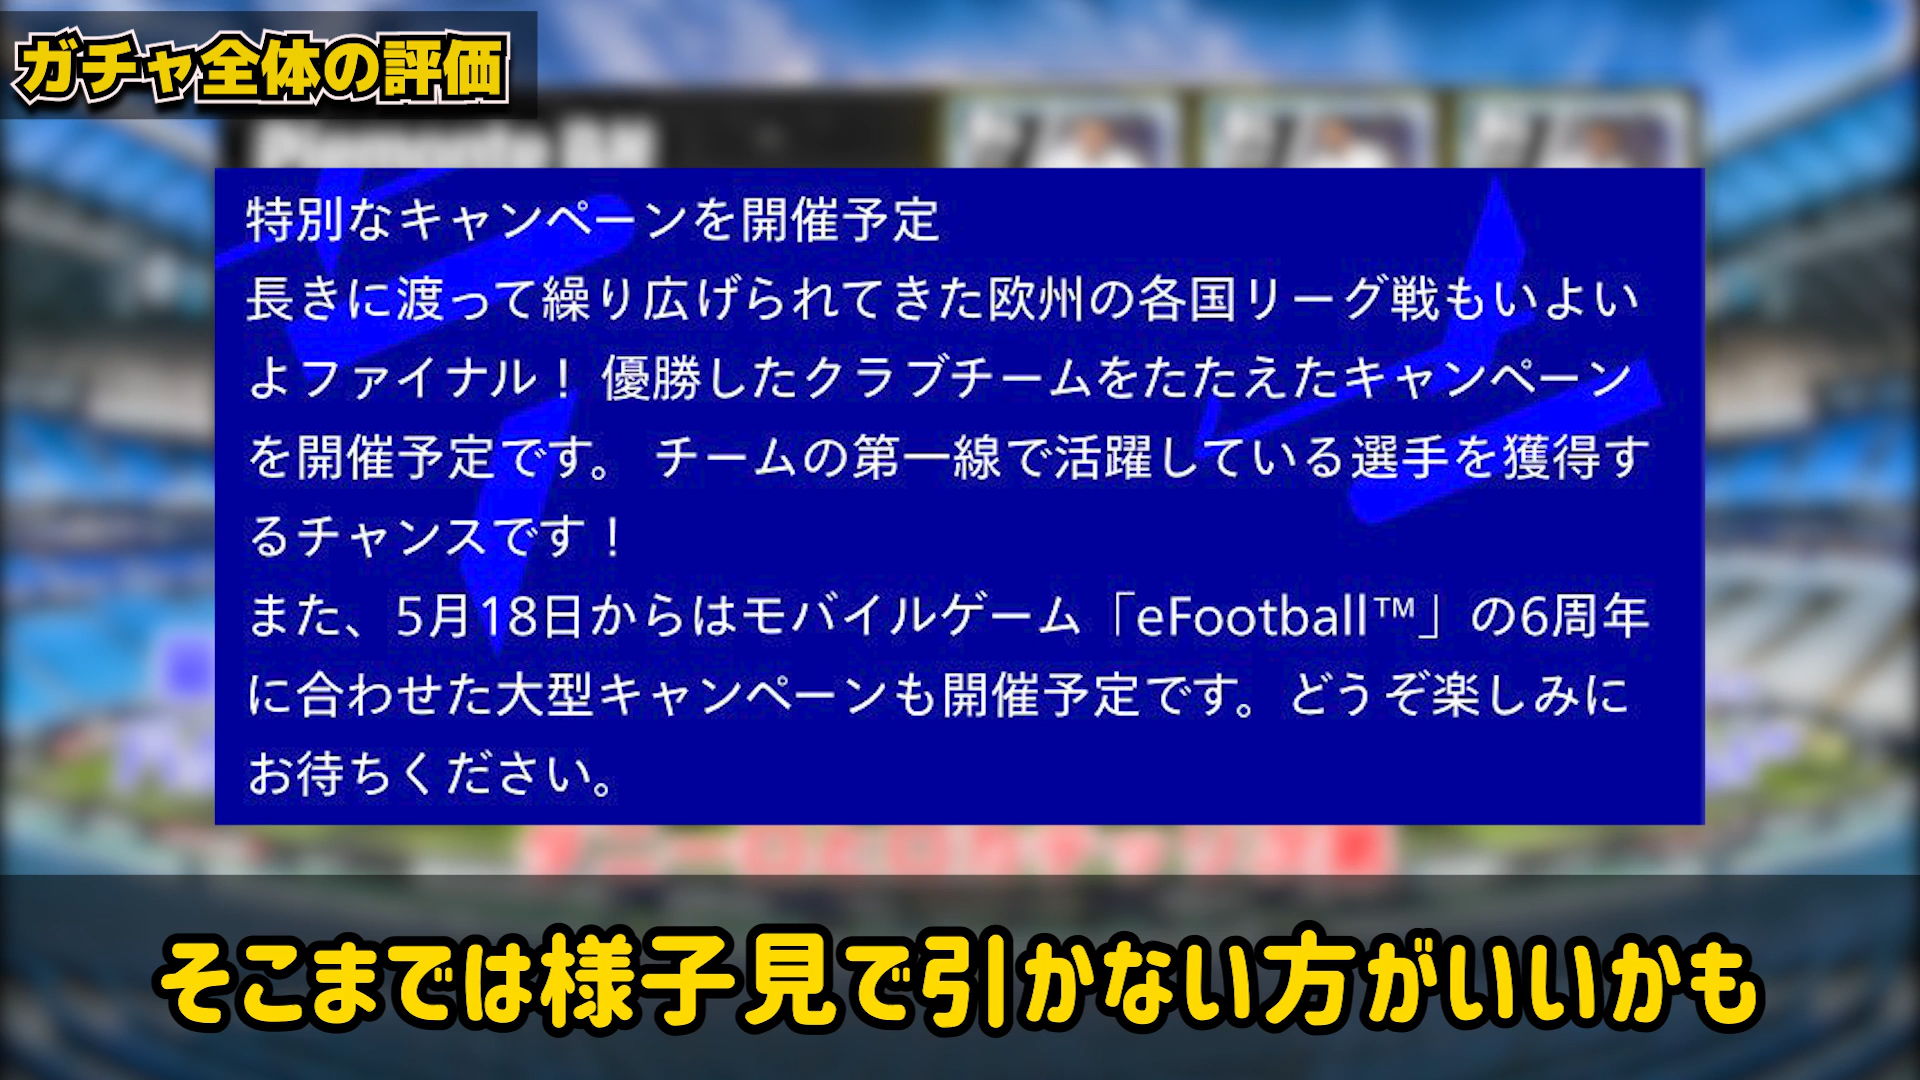 ガチャ全体の評価
特別なキャンペーンを開催予定
長きに渡って繰り広げられてきた欧州の各国リーグ戦もいよい
よファイナル！ 優勝したクラブチームをたたえたキャンペーン
を開催予定です。 チームの第一線で活躍している選手を獲得す
るチャンスです！
また、5月18日からはモバイルゲーム「eFootball™」の6周年
に合わせた大型キャンペーンも開催予定です。どうぞ楽しみに
お待ちください。
そこまでは様子見で引かない方がいいかも